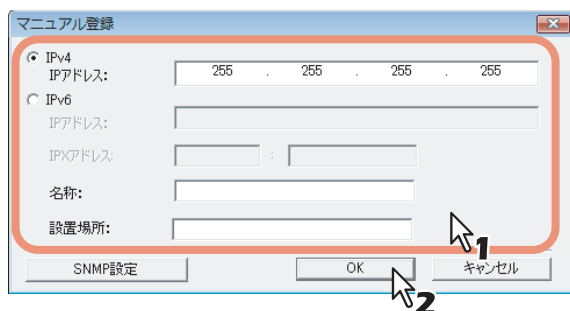 マニュアル登録
IPv4
IPアドレス: 255 . 255 . 255 . 255
IPv6
IPアドレス:
IPXアドレス: :
名称:
設置場所:
1
SNMP設定 OK キャンセル
2